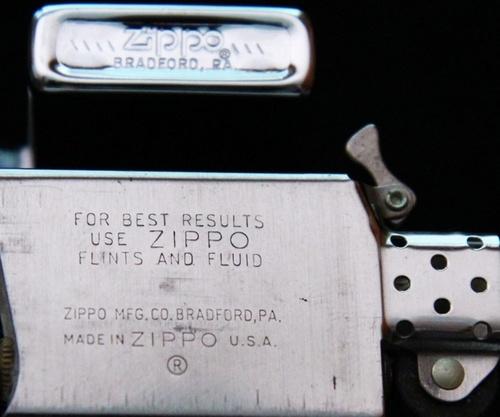 \\\\\ Zippo® \\\\\
BRADFORD, PA.
FOR BEST RESULTS
USE ZIPPO
FLINTS AND FLUID
ZIPPO MFG. CO. BRADFORD, PA.
MADE IN ZIPPO U.S.A.
®